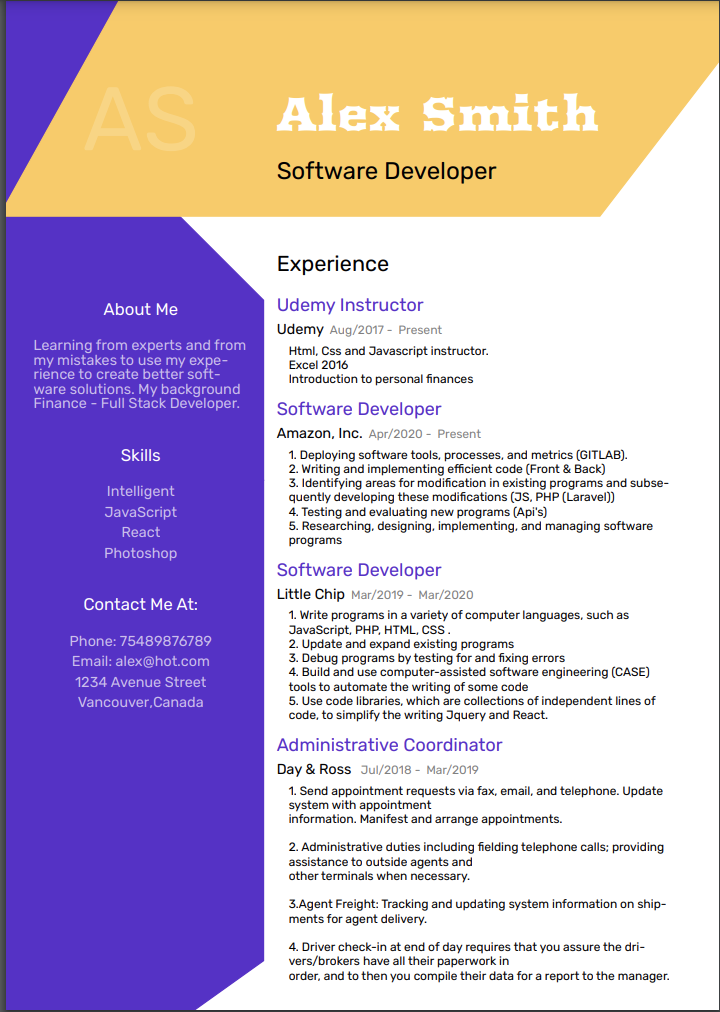 AS
Alex Smith
Software Developer
About Me
Learning from experts and from
my mistakes to use my expe-
rience to create better soft-
ware solutions. My background
Finance - Full Stack Developer.
Skills
Intelligent
JavaScript
React
Photoshop
Contact Me At:
Phone: 75489876789
Email: alex@hot.com
1234 Avenue Street
Vancouver,Canada
Experience
Udemy Instructor
Udemy Aug/2017 - Present
Html, Css and Javascript instructor.
Excel 2016
Introduction to personal finances
Software Developer
Amazon, Inc. Apr/2020 - Present
1. Deploying software tools, processes, and metrics (GITLAB).
2. Writing and implementing efficient code (Front & Back)
3. Identifying areas for modification in existing programs and subse-
quently developing these modifications (JS, PHP (Laravel))
4. Testing and evaluating new programs (Api's)
5. Researching, designing, implementing, and managing software
programs
Software Developer
Little Chip Mar/2019 - Mar/2020
1. Write programs in a variety of computer languages, such as
JavaScript, PHP, HTML, CSS .
2. Update and expand existing programs
3. Debug programs by testing for and fixing errors
4. Build and use computer-assisted software engineering (CASE)
tools to automate the writing of some code
5. Use code libraries, which are collections of independent lines of
code, to simplify the writing Jquery and React.
Administrative Coordinator
Day & Ross Jul/2018 - Mar/2019
1. Send appointment requests via fax, email, and telephone. Update
system with appointment
information. Manifest and arrange appointments.
2. Administrative duties including fielding telephone calls; providing
assistance to outside agents and
other terminals when necessary.
3.Agent Freight: Tracking and updating system information on ship-
ments for agent delivery.
4. Driver check-in at end of day requires that you assure the dri-
vers/brokers have all their paperwork in
order, and to then you compile their data for a report to the manager.